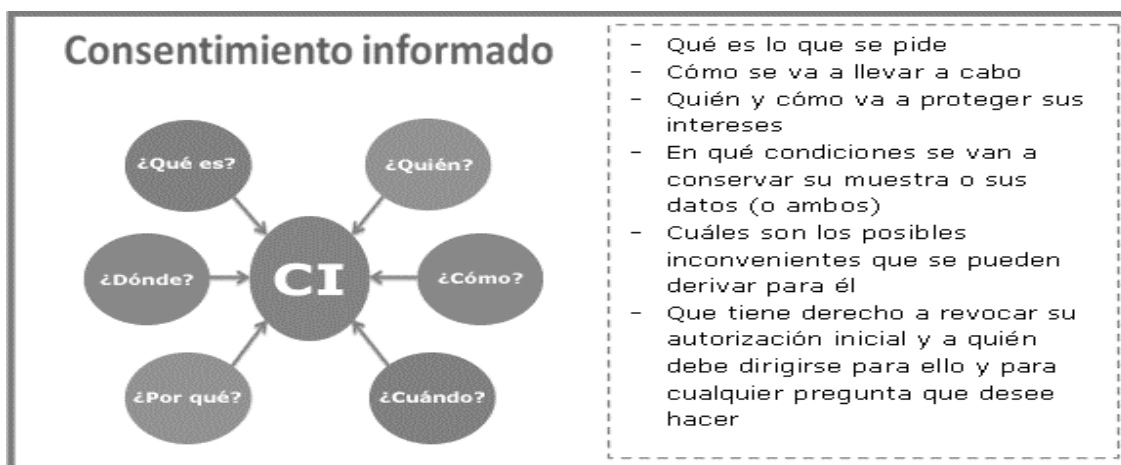 Consentimiento informado
¿Qué es?
¿Quién?
¿Dónde?
CI
¿Cómo?
¿Por qué?
¿Cuándo?
- Qué es lo que se pide
- Cómo se va a llevar a cabo
- Quién y cómo va a proteger sus
intereses
- En qué condiciones se van a
conservar su muestra o sus
datos (o ambos)
- Cuáles son los posibles
inconvenientes que se pueden
derivar para él
- Que tiene derecho a revocar su
autorización inicial y a quién
debe dirigirse para ello y para
cualquier pregunta que desee
hacer